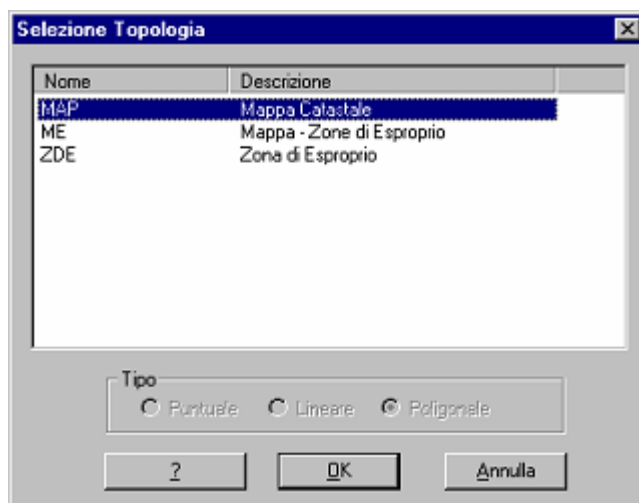 Selezione Topologia
Nome Descrizione
MAP Mappa Catastale
ME Mappa - Zone di Esproprio
ZDE Zona di Esproprio
Tipo
Puntuale Lineare Poligonale
? OK Annulla